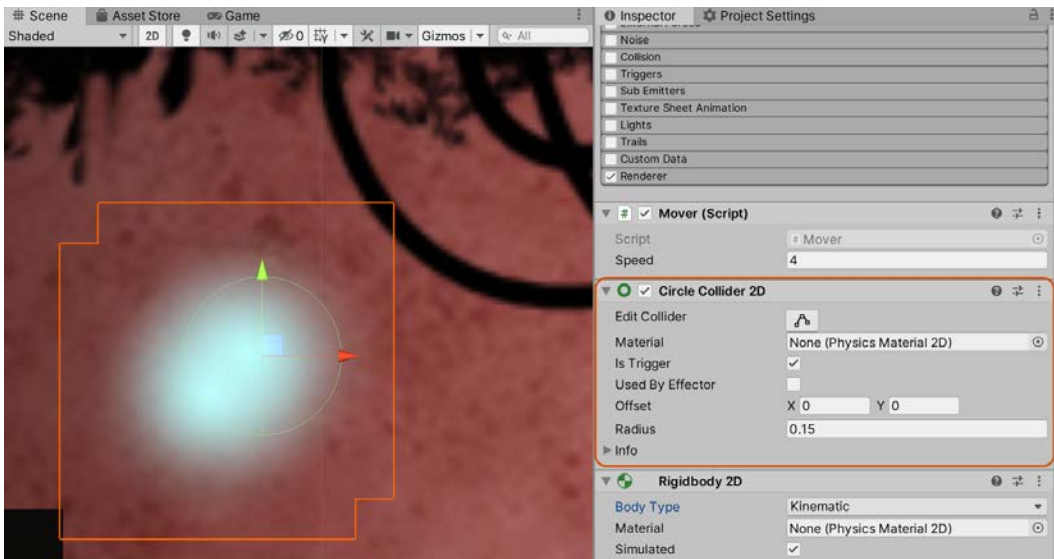 Scene Asset Store Game
Shaded 2D 0 Gizmos All
Inspector Project Settings
External Forces
Noise
Collision
Triggers
Sub Emitters
Texture Sheet Animation
Lights
Trails
Custom Data
Renderer
# Mover (Script)
Script # Mover
Speed 4
Circle Collider 2D
Edit Collider
Material None (Physics Material 2D)
Is Trigger
Used By Effector
Offset X 0 Y 0
Radius 0.15
Info
Rigidbody 2D
Body Type Kinematic
Material None (Physics Material 2D)
Simulated